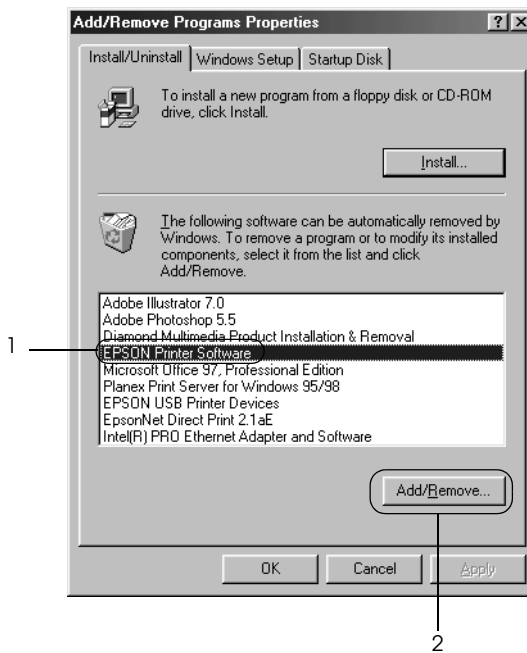 Add/Remove Programs Properties
Install/Uninstall Windows Setup Startup Disk
To install a new program from a floppy disk or CD-ROM
drive, click Install.
Install...
The following software can be automatically removed by
Windows. To remove a program or to modify its installed
components, select it from the list and click
Add/Remove.
Adobe Illustrator 7.0
Adobe Photoshop 5.5
Diamond Multimedia Product Installation & Removal
1
EPSON Printer Software
Microsoft Office 97, Professional Edition
Planex Print Server for Windows 95/98
EPSON USB Printer Devices
EpsonNet Direct Print 2.1aE
Intel(R) PRO Ethernet Adapter and Software
Add/Remove...
OK Cancel Apply
2